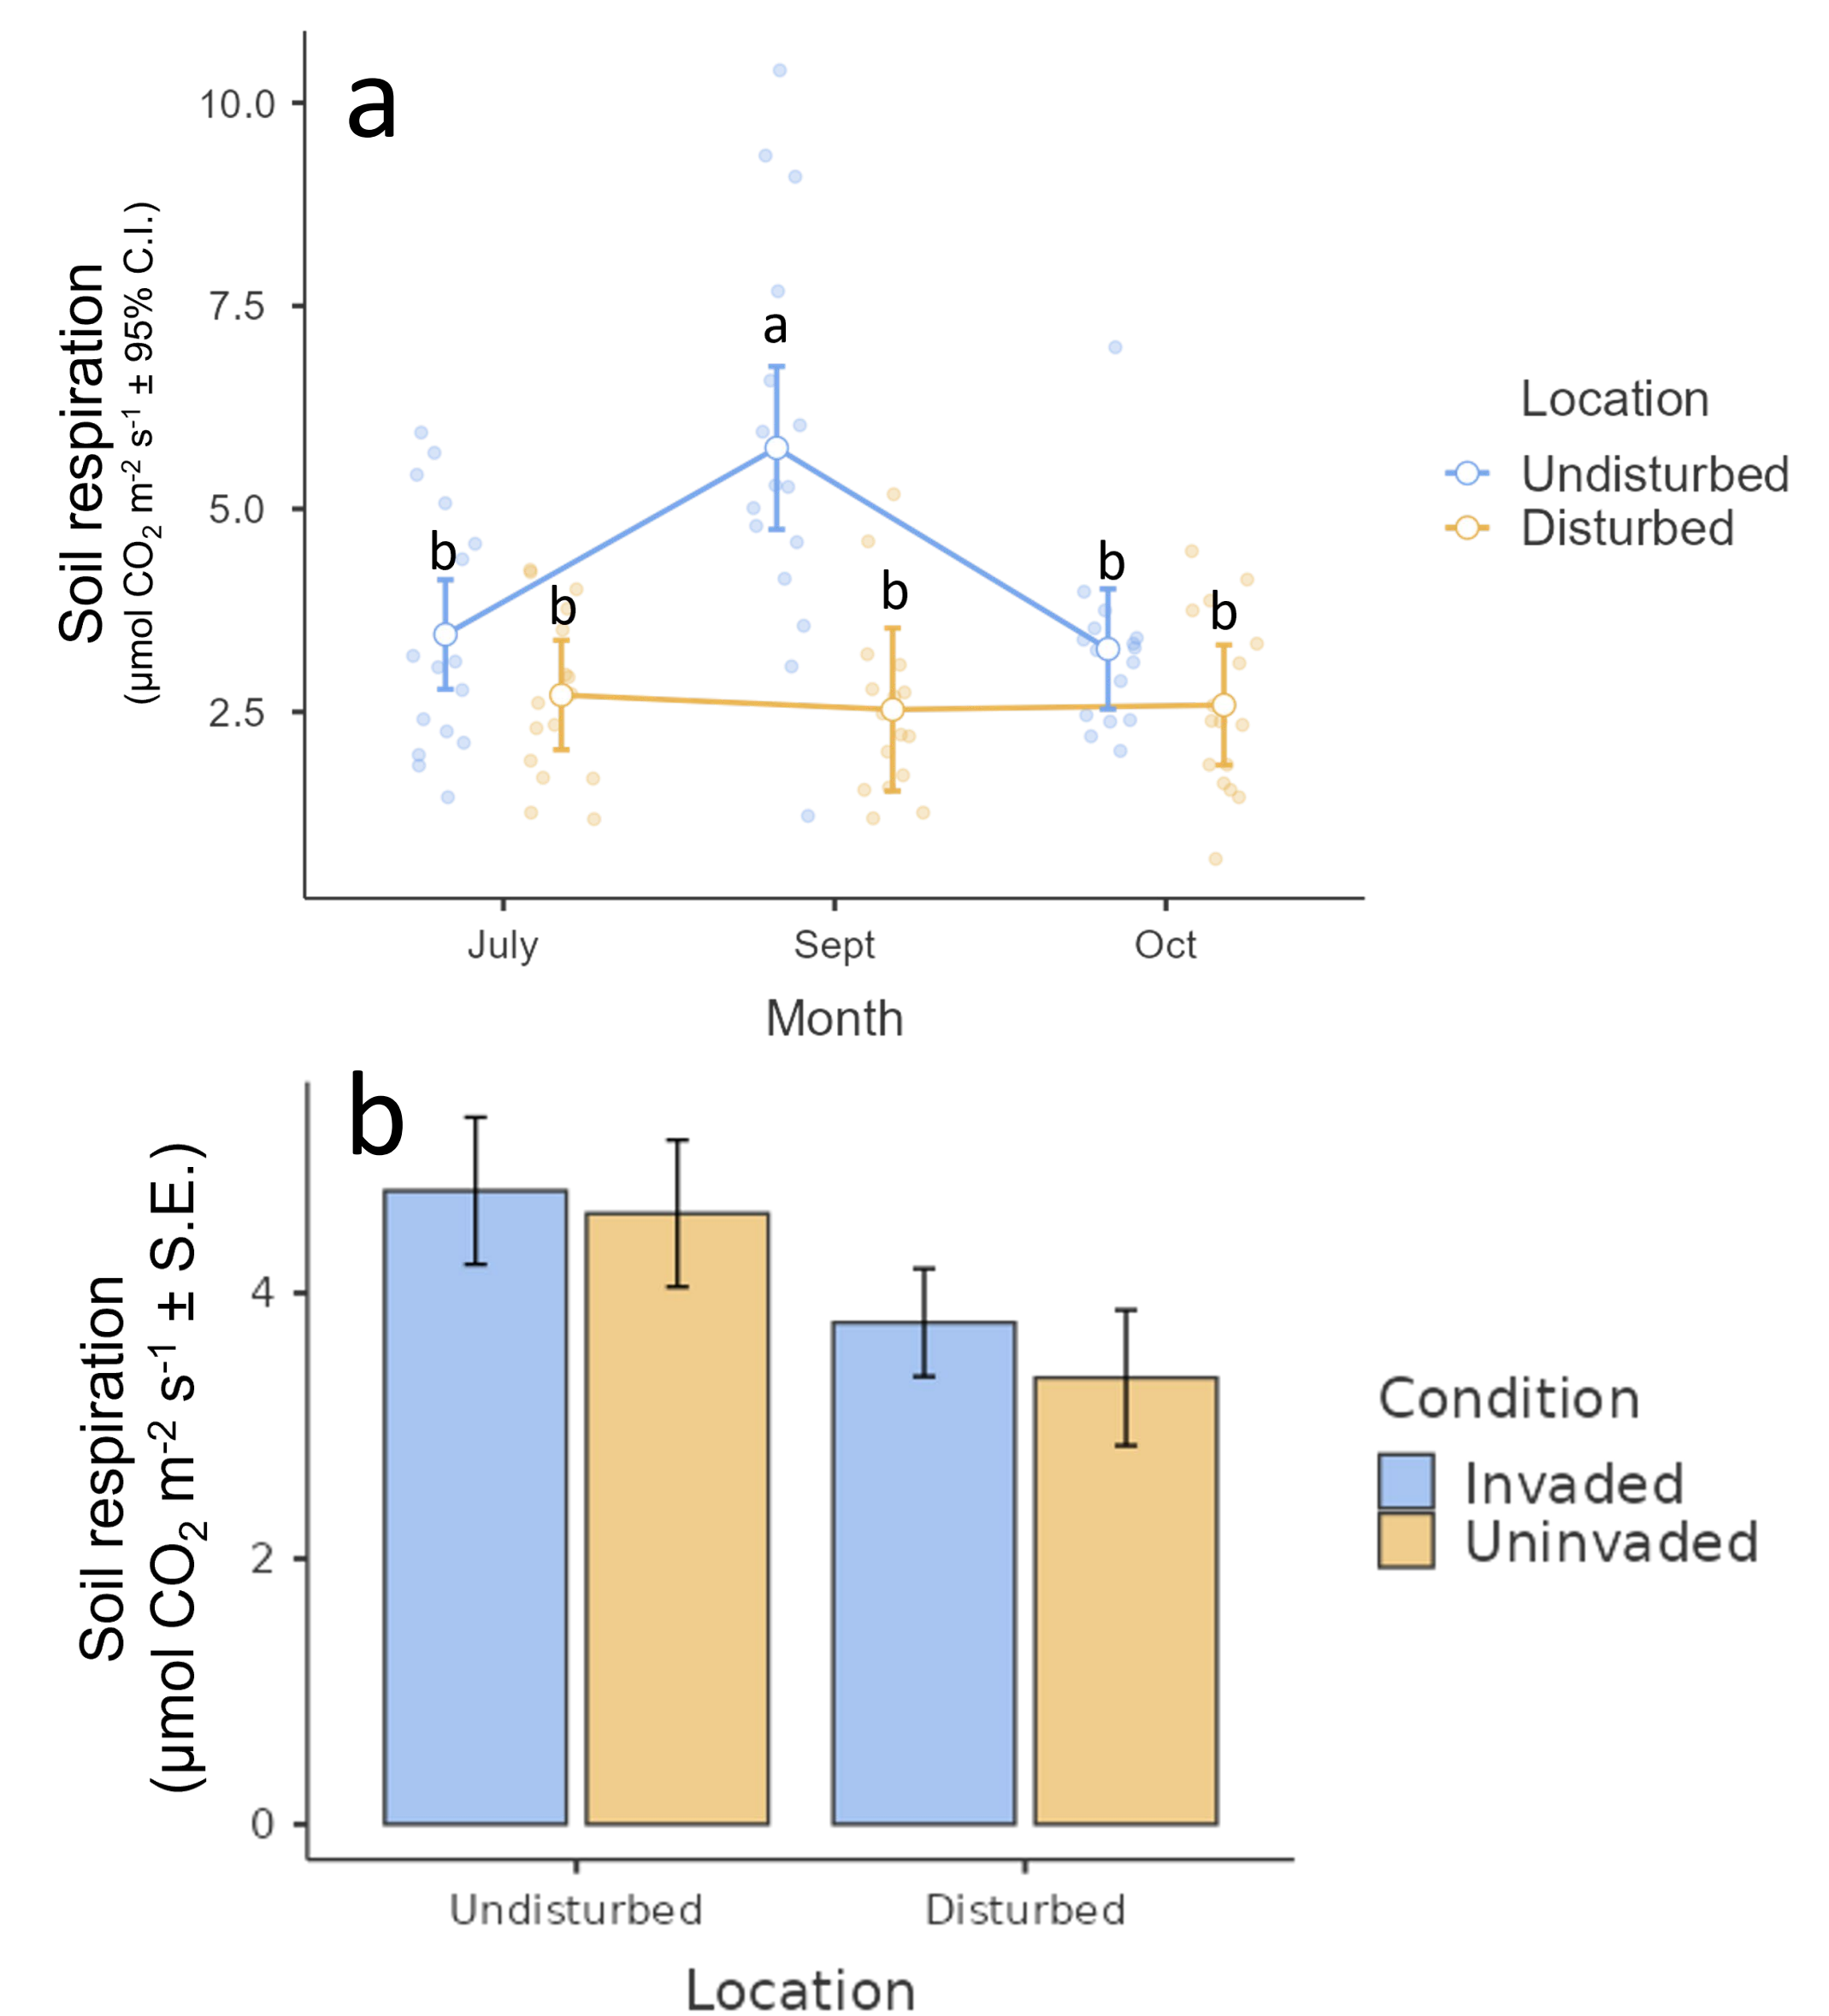 a
Soil respiration
(µmol CO2 m-2 s-1 ± 95% C.I.)
10.0
7.5
5.0
2.5
a
b
b
b
b
b
July
Sept
Oct
Month
Location
Undisturbed
Disturbed
b
Soil respiration
(µmol CO2 m-2 s-1 ± S.E.)
4
2
0
Undisturbed
Disturbed
Location
Condition
Invaded
Uninvaded